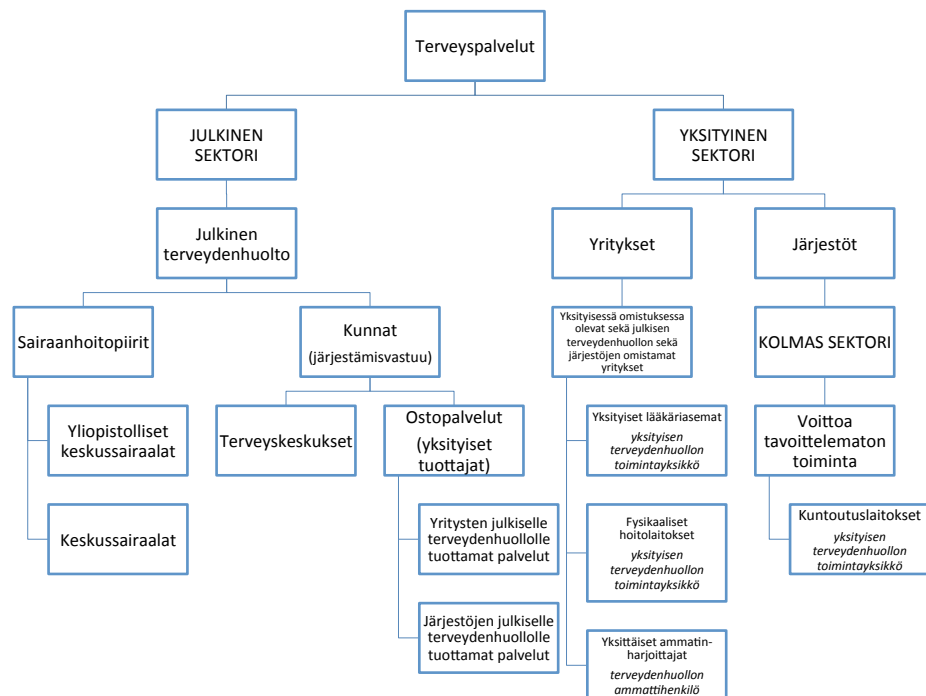 Terveyspalvelut
JULKINEN
SEKTORI
YKSITYINEN
SEKTORI
Julkinen
terveydenhuolto
Yritykset
Järjestöt
Sairaanhoitopiirit
Kunnat
(järjestämisvastuu)
Yksityisessä omistuksessa
olevat sekä julkisen
terveydenhuollon sekä
järjestöjen omistamat
yritykset
KOLMAS SEKTORI
Yliopistolliset
keskussairaalat
Terveyskeskukset
Ostopalvelut
(yksityiset
tuottajat)
Yksityiset lääkäriasemat
yksityisen
terveydenhuollon
toimintayksikkö
Voittoa
tavoittelematon
toiminta
Keskussairaalat
Yritysten julkiselle
terveydenhuollolle
tuottamat palvelut
Fysikaaliset
hoitolaitokset
yksityisen
terveydenhuollon
toimintayksikkö
Kuntoutuslaitokset
yksityisen
terveydenhuollon
toimintayksikkö
Järjestöjen julkiselle
terveydenhuollolle
tuottamat palvelut
Yksittäiset ammatin-
harjoittajat
terveydenhuollon
ammattihenkilö